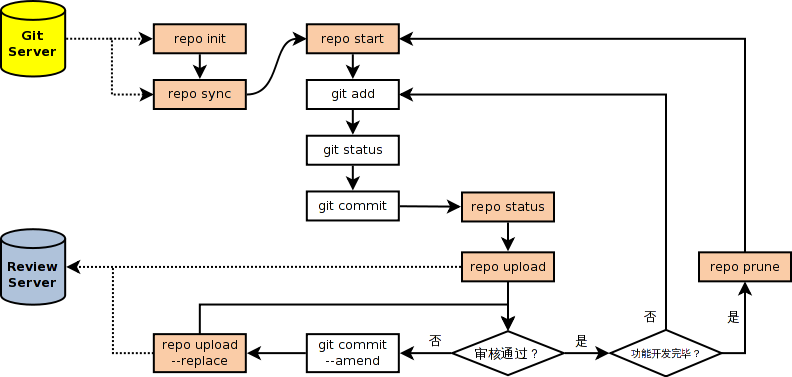 Git
Server
repo init
repo start
repo sync
git add
git status
git commit
repo status
Review
Server
repo upload
repo prune
否
是
repo upload
--replace
git commit
--amend
否
审核通过？
是
功能开发完毕？